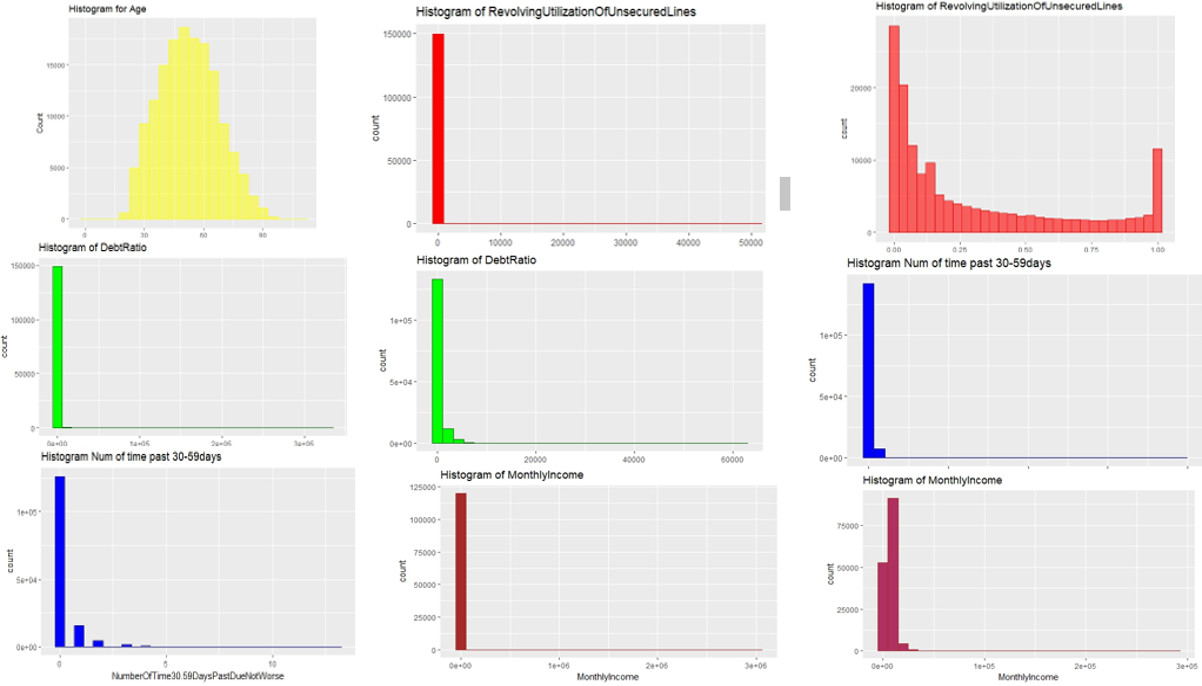 Histogram for Age
Count
15000
10000
5000
0
0 30 60 90
Histogram of RevolvingUtilizationOfUnsecuredLines
count
150000
100000
50000
0
0 10000 20000 30000 40000 50000
Histogram of RevolvingUtilizationOfUnsecuredLines
count
20000
10000
0
0.00 0.25 0.50 0.75 1.00
Histogram of DebtRatio
count
150000
100000
50000
0
0e+00 1e+05 2e+05 3e+05
Histogram of DebtRatio
count
1e+05
5e+04
0e+00
0 20000 40000 60000
Histogram Num of time past 30-59days
count
1e+05
5e+04
0e+00
Histogram Num of time past 30-59days
count
1e+05
5e+04
0e+00
0 5 10
NumberOfTime30.59DaysPastDueNotWorse
Histogram of MonthlyIncome
count
125000
100000
75000
50000
25000
0
0e+00 1e+06 2e+06 3e+06
MonthlyIncome
Histogram of MonthlyIncome
count
75000
50000
25000
0
0e+00 1e+05 2e+05 3e+05
MonthlyIncome